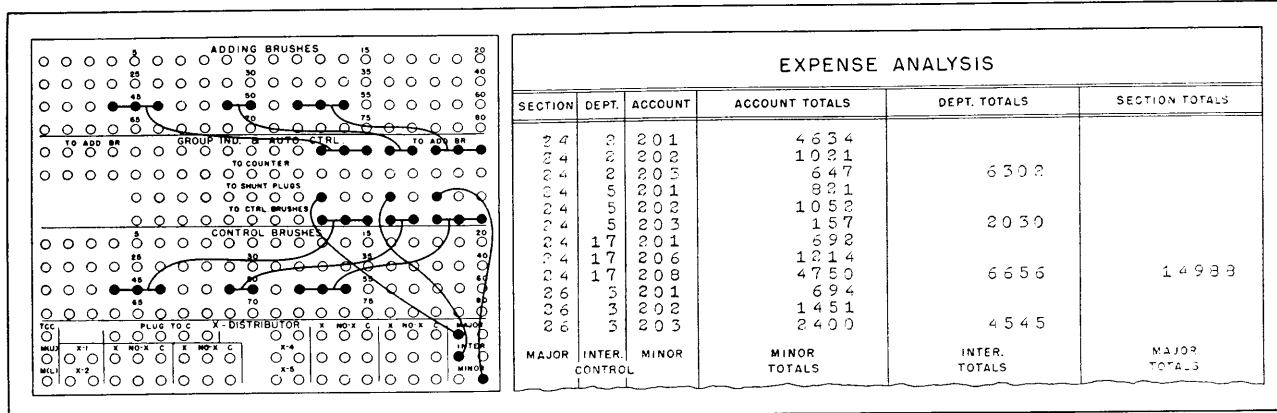 ADDING BRUSHES
5 15 20
25 30 35 40
45 50 55 60
65 70 75 80
TO ADD BR GROUP IND. & AUTO CTRL. TO ADD BR
TO COUNTER
TO SHUNT PLUGS
TO CTRL BRUSHES
CONTROL BRUSHES
5 15 20
25 30 35 40
45 50 55 60
65 70 75 80
TCC PLUG TO C X-DISTRIBUTOR X NO-X C X NO-X C MAJOR
M(U) X-1 X NO-X C X NO-X C X-4 INTER
M(L) X-2 X-5 MINOR
EXPENSE ANALYSIS
SECTION DEPT. ACCOUNT ACCOUNT TOTALS DEPT. TOTALS SECTION TOTALS
24 2 201 4634
24 2 202 1021
24 2 203 647 6302
24 5 201 821
24 5 202 1052
24 5 203 157 2030
24 17 201 692
24 17 206 1214
24 17 208 4750 6656 14988
26 3 201 694
26 3 202 1451
26 3 203 2400 4545
MAJOR INTER. MINOR MINOR INTER. MAJOR
CONTROL TOTALS TOTALS TOTALS